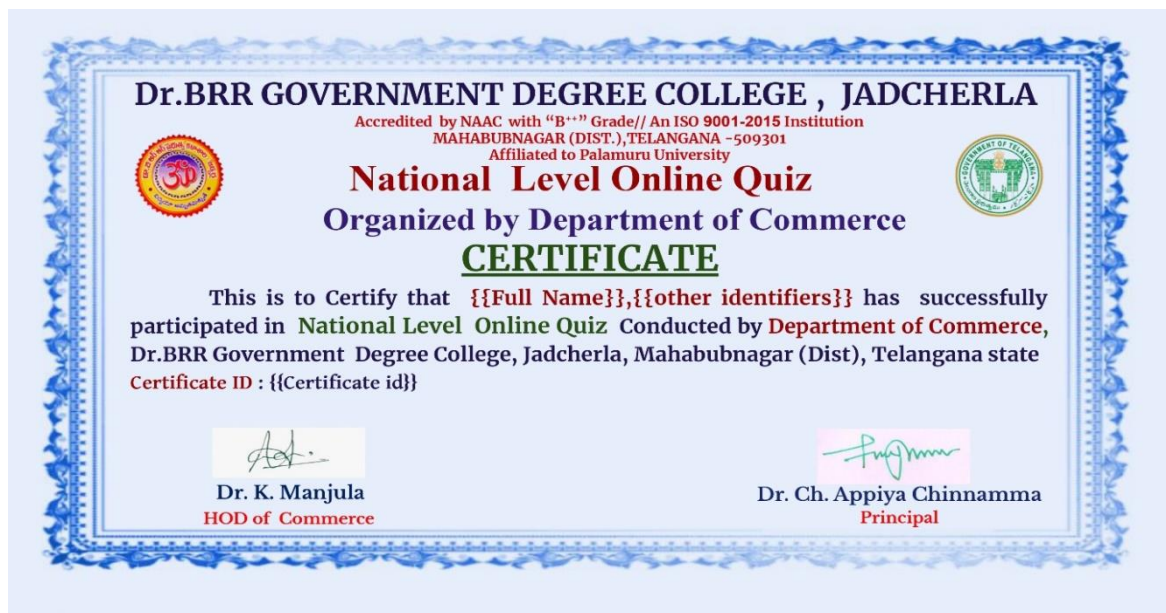 Dr.BRR GOVERNMENT DEGREE COLLEGE , JADCHERLA
Accredited by NAAC with “B++” Grade// An ISO 9001-2015 Institution
MAHABUBNAGAR (DIST.),TELANGANA -509301
Affiliated to Palamuru University
National Level Online Quiz
Organized by Department of Commerce
CERTIFICATE
This is to Certify that {{Full Name}},{{other identifiers}} has successfully
participated in National Level Online Quiz Conducted by Department of Commerce,
Dr.BRR Government Degree College, Jadcherla, Mahabubnagar (Dist), Telangana state
Certificate ID : {{Certificate id}}
Dr. K. Manjula
HOD of Commerce
Dr. Ch. Appiya Chinnamma
Principal